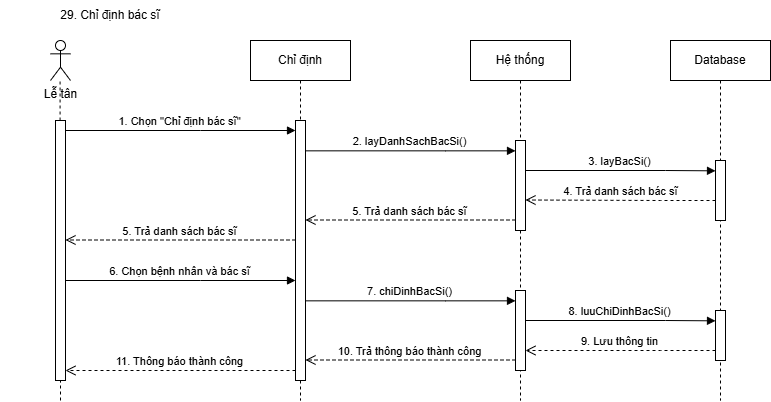 29. Chỉ định bác sĩ
Lễ tân
Chỉ định
Hệ thống
Database
1. Chọn "Chỉ định bác sĩ"
2. layDanhSachBacSi()
3. layBacSi()
4. Trả danh sách bác sĩ
5. Trả danh sách bác sĩ
5. Trả danh sách bác sĩ
6. Chọn bệnh nhân và bác sĩ
7. chiDinhBacSi()
8. luuChiDinhBacSi()
9. Lưu thông tin
10. Trả thông báo thành công
11. Thông báo thành công